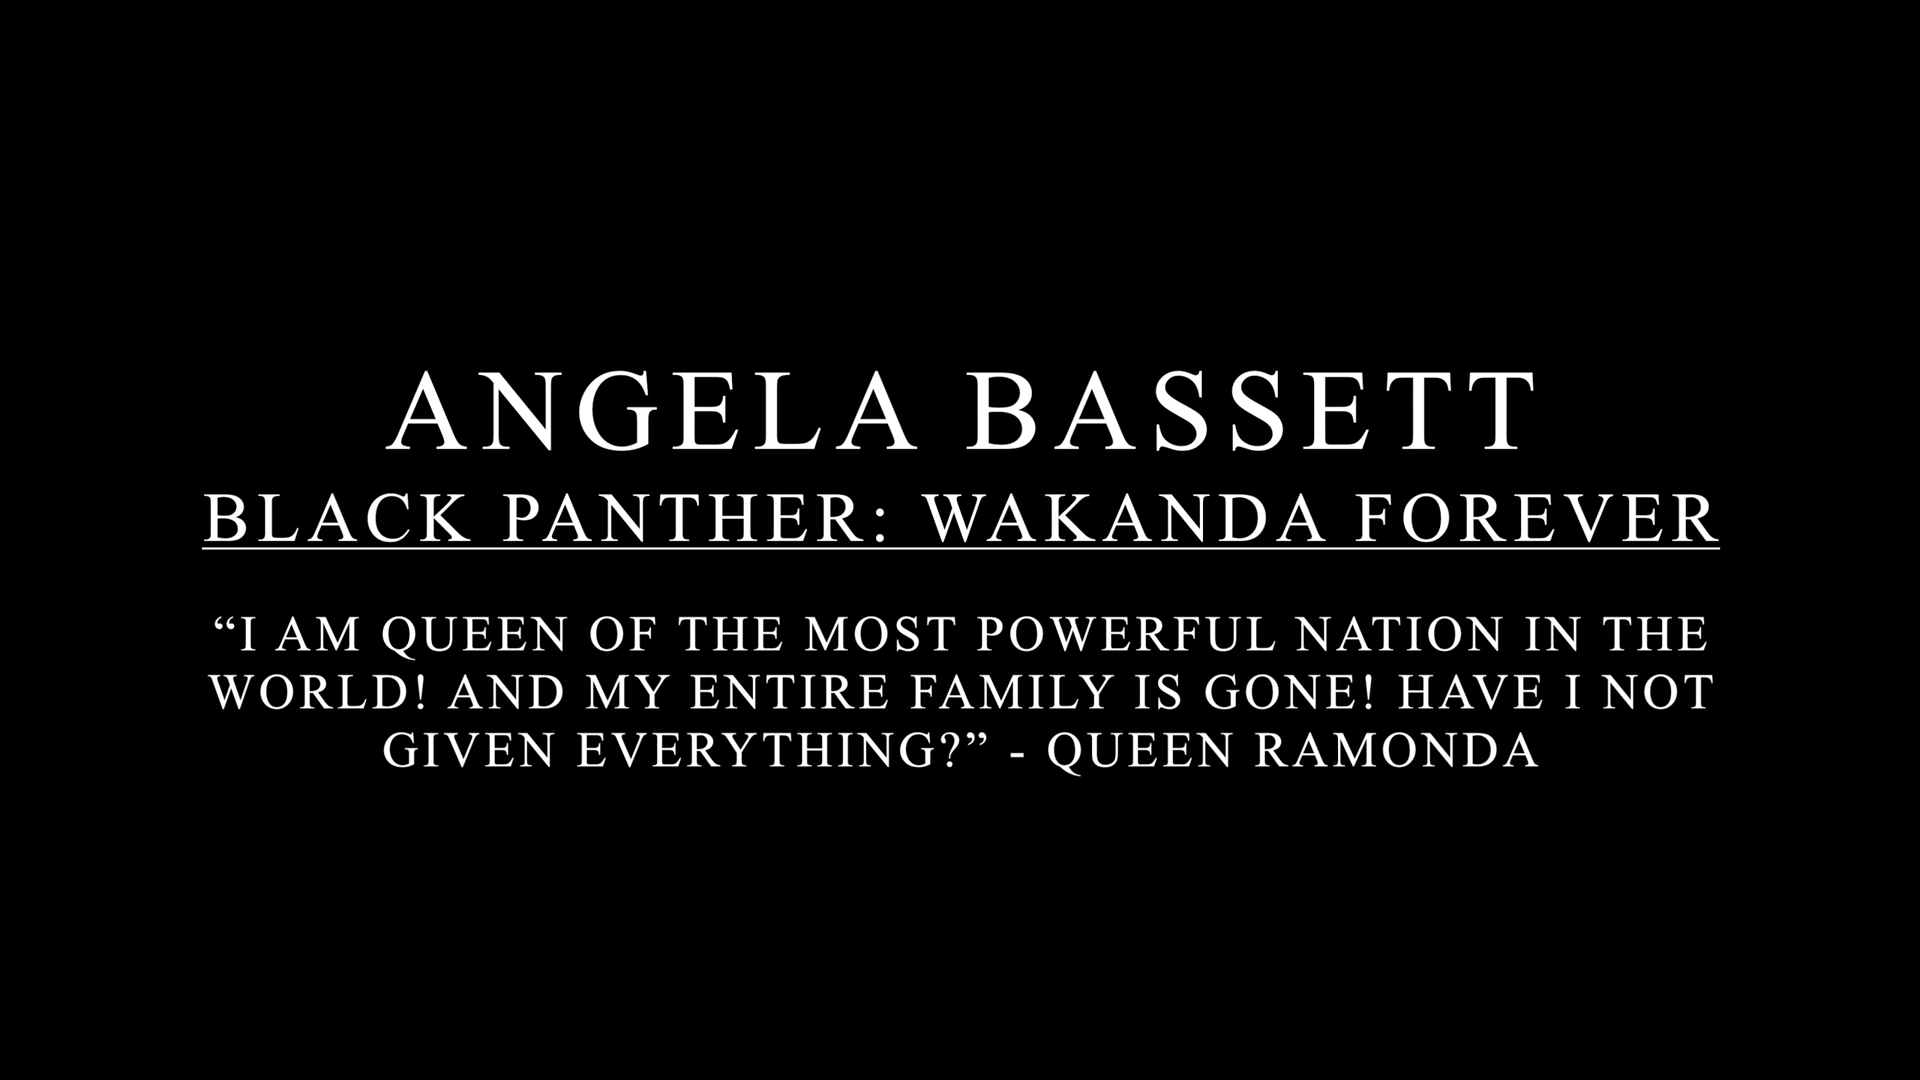 ANGELA BASSETT
BLACK PANTHER: WAKANDA FOREVER
“I AM QUEEN OF THE MOST POWERFUL NATION IN THE
WORLD! AND MY ENTIRE FAMILY IS GONE! HAVE I NOT
GIVEN EVERYTHING?” - QUEEN RAMONDA